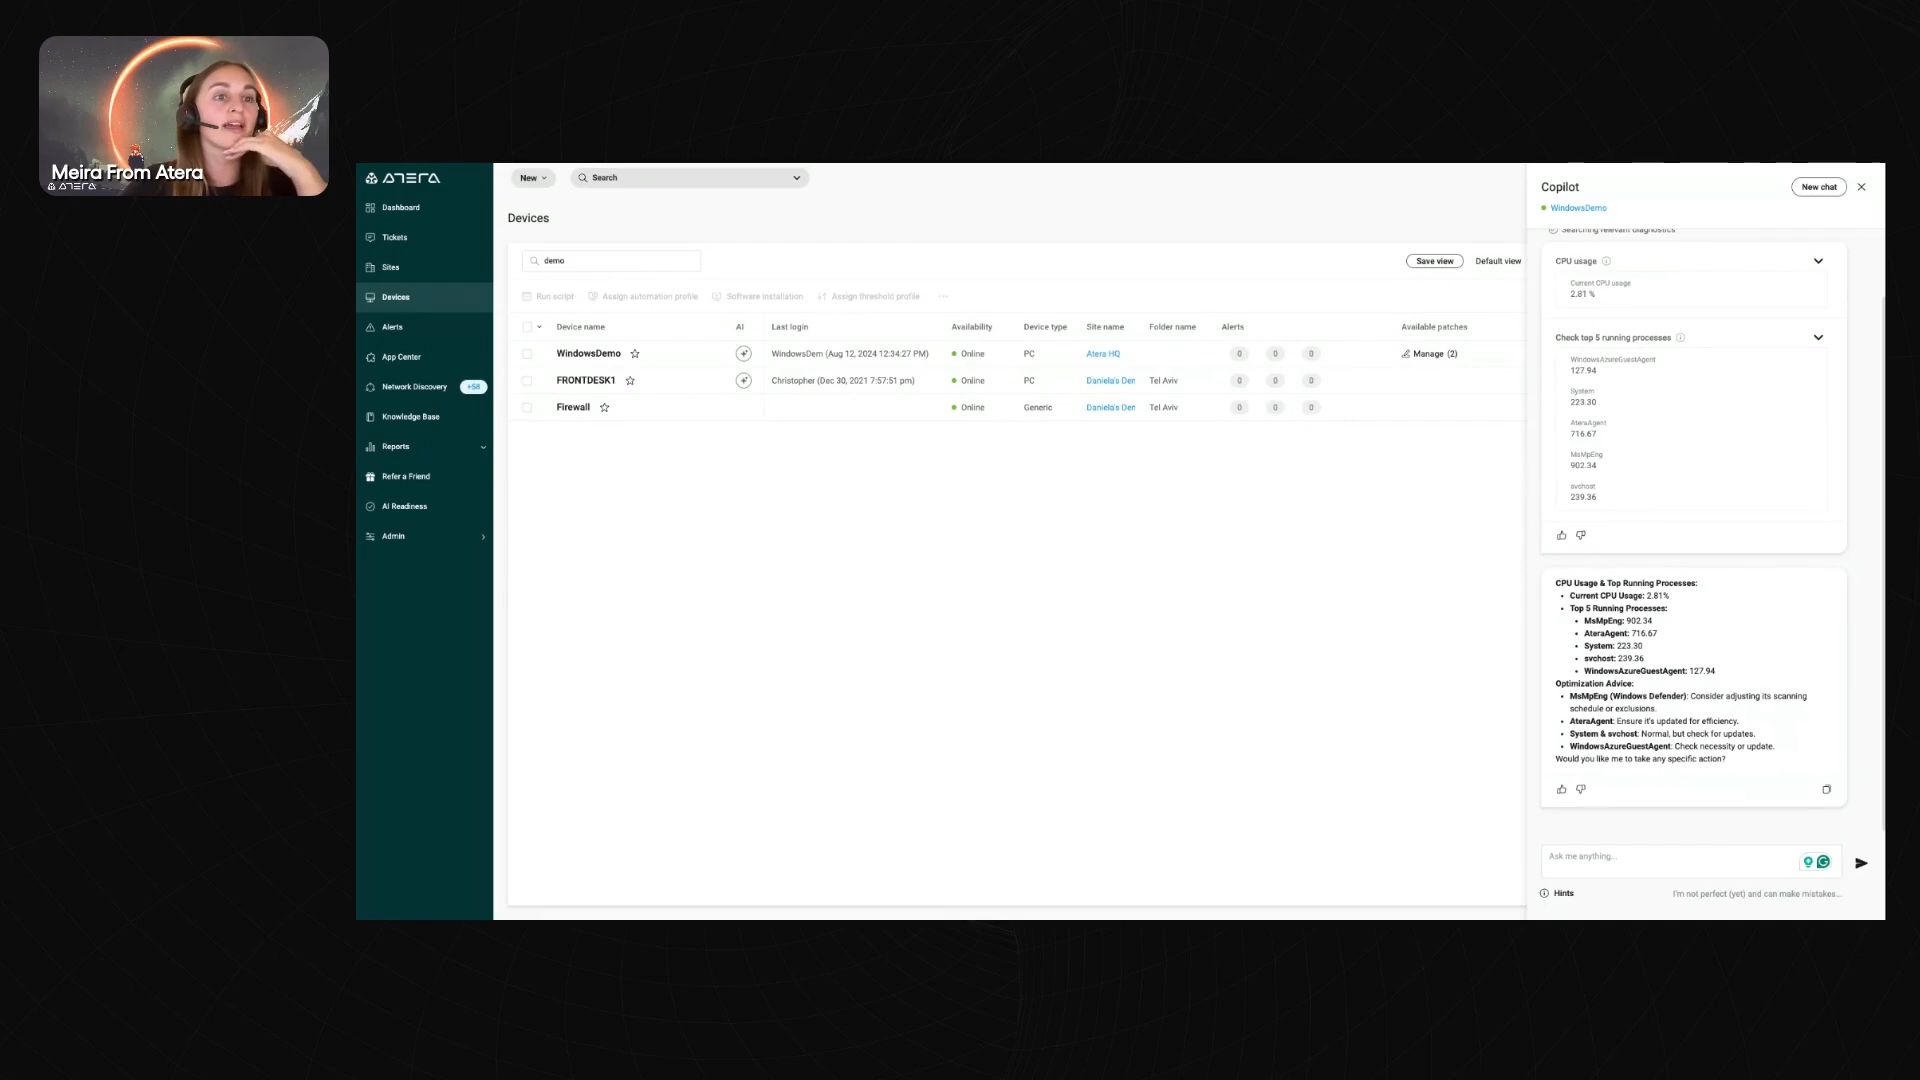 Meira From Atera
ATERA
ATERA
Dashboard
Tickets
Sites
Devices
Alerts
App Center
Network Discovery +58
Knowledge Base
Reports
Refer a Friend
AI Readiness
Admin
New
Search
Devices
demo
Save view
Default view
Run script
Assign automation profile
Software installation
Assign threshold profile
Device name AI Last login Availability Device type Site name Folder name Alerts Available patches
WindowsDemo WindowsDem (Aug 12, 2024 12:34:27 PM) Online PC Atera HQ 0 0 0 Manage (2)
FRONTDESK1 Christopher (Dec 30, 2021 7:57:51 pm) Online PC Daniela's Den Tel Aviv 0 0 0
Firewall Online Generic Daniela's Den Tel Aviv 0 0 0
Copilot
New chat
WindowsDemo
Searching relevant diagnostics
CPU usage
Current CPU usage
2.81 %
Check top 5 running processes
WindowsAzureGuestAgent
127.94
System
223.30
AteraAgent
716.67
MsMpEng
902.34
svchost
239.36
CPU Usage & Top Running Processes:
• Current CPU Usage: 2.81%
• Top 5 Running Processes:
• MsMpEng: 902.34
• AteraAgent: 716.67
• System: 223.30
• svchost: 239.36
• WindowsAzureGuestAgent: 127.94
Optimization Advice:
• MsMpEng (Windows Defender): Consider adjusting its scanning
schedule or exclusions.
• AteraAgent: Ensure it's updated for efficiency.
• System & svchost: Normal, but check for updates.
• WindowsAzureGuestAgent: Check necessity or update.
Would you like me to take any specific action?
Ask me anything...
Hints
I'm not perfect (yet) and can make mistakes...